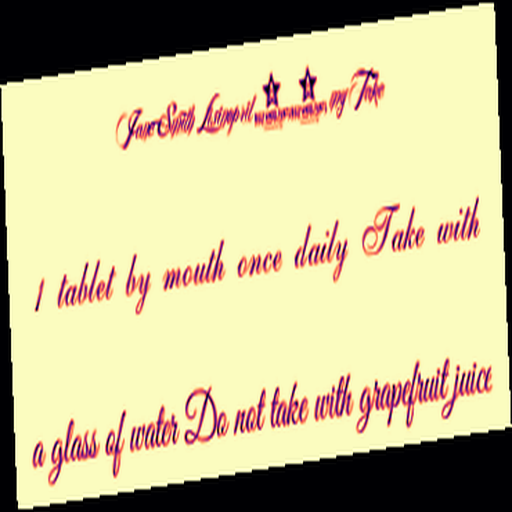 Jane Smith Lisinopril mg Take
1 tablet by mouth once daily Take with
a glass of water Do not take with grapefruit juice